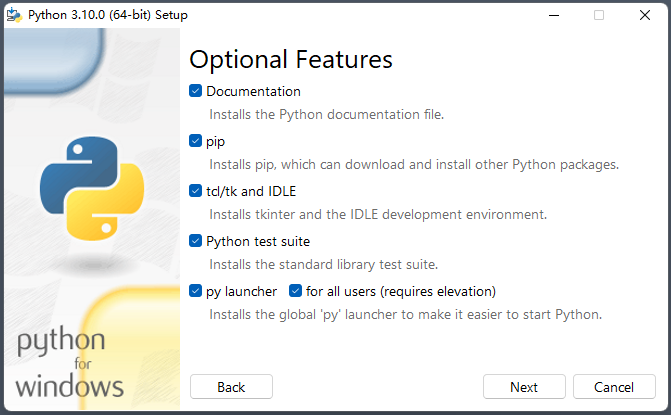 Python 3.10.0 (64-bit) Setup
Optional Features
Documentation
Installs the Python documentation file.
pip
Installs pip, which can download and install other Python packages.
tcl/tk and IDLE
Installs tkinter and the IDLE development environment.
Python test suite
Installs the standard library test suite.
py launcher for all users (requires elevation)
Installs the global 'py' launcher to make it easier to start Python.
python
for
windows
Back Next Cancel